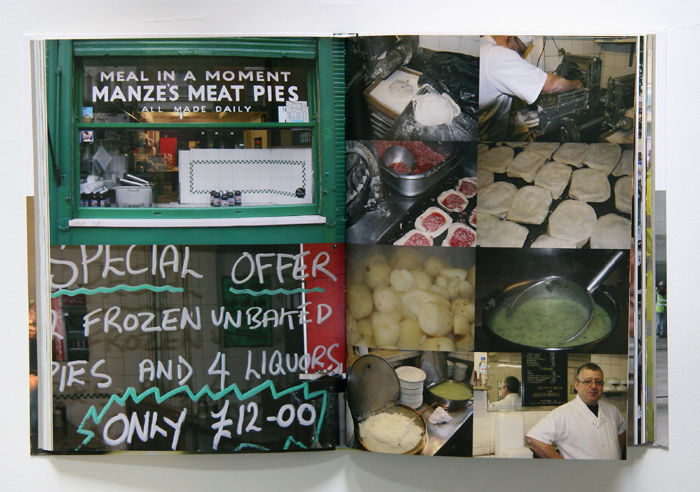 MEAL IN A MOMENT
MANZE'S MEAT PIES
ALL MADE DAILY
SPECIAL OFFER
FROZEN UNBAKED
PIES AND 4 LIQUORS
ONLY £12-00